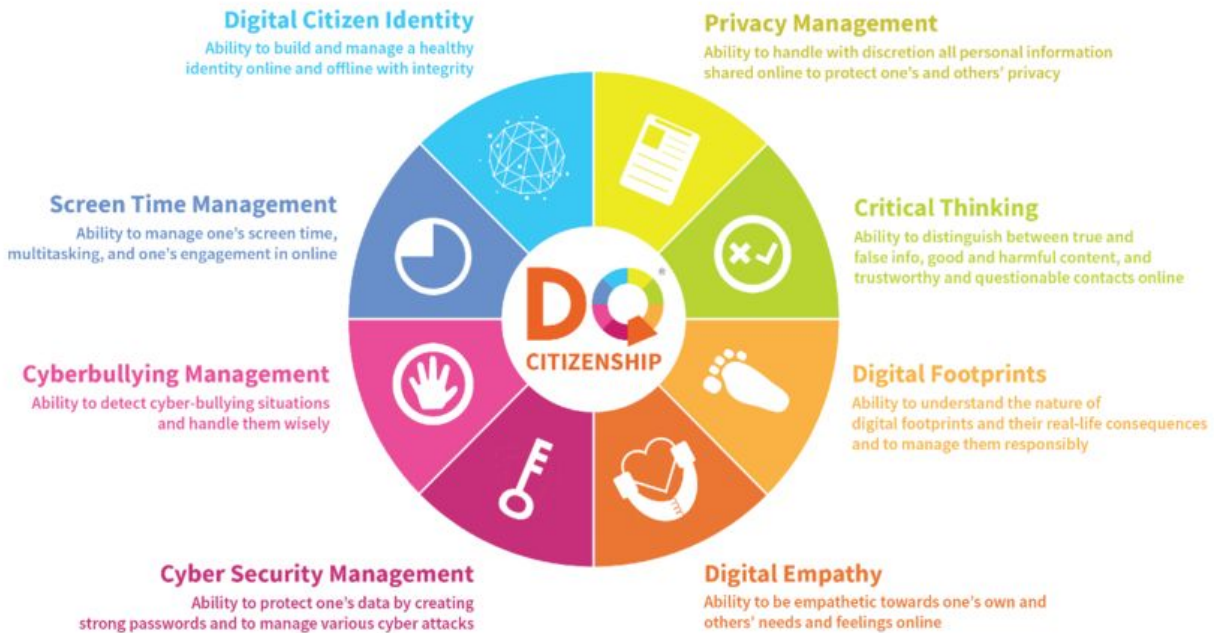 Digital Citizen Identity
Ability to build and manage a healthy
identity online and offline with integrity
Privacy Management
Ability to handle with discretion all personal information
shared online to protect one's and others' privacy
Screen Time Management
Ability to manage one's screen time,
multitasking, and one's engagement in online
Critical Thinking
Ability to distinguish between true and
false info, good and harmful content, and
trustworthy and questionable contacts online
DQ®
CITIZENSHIP
Cyberbullying Management
Ability to detect cyber-bullying situations
and handle them wisely
Digital Footprints
Ability to understand the nature of
digital footprints and their real-life consequences
and to manage them responsibly
Cyber Security Management
Ability to protect one's data by creating
strong passwords and to manage various cyber attacks
Digital Empathy
Ability to be empathetic towards one's own and
others' needs and feelings online